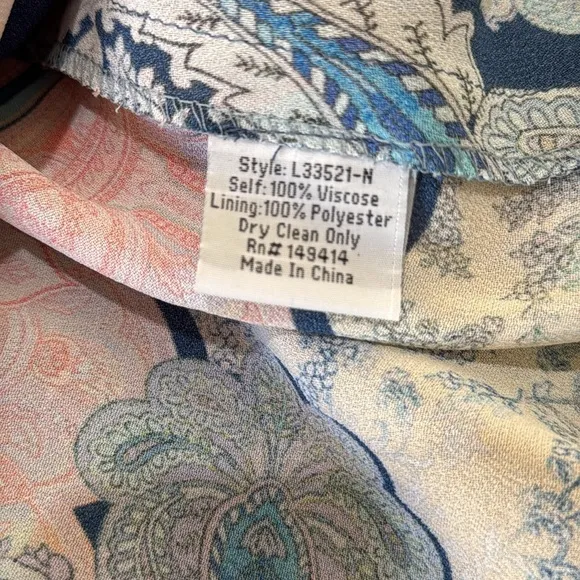 Style: L33521-N
Self:100% Viscose
Lining:100% Polyester
Dry Clean Only
Rn# 149414
Made In China